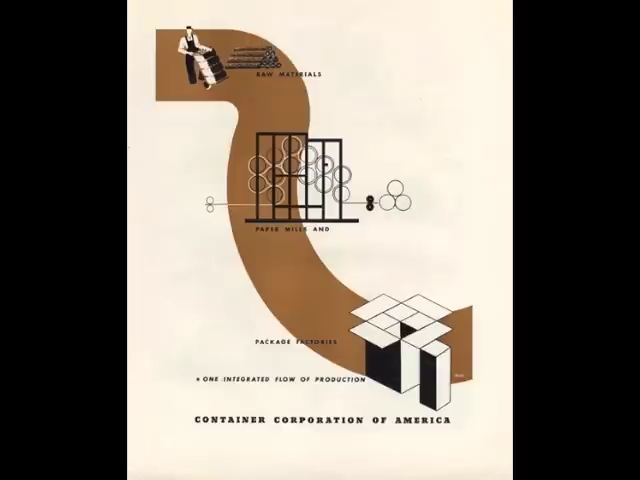 RAW MATERIALS
PAPER MILLS AND
PACKAGE FACTORIES
ONE INTEGRATED FLOW OF PRODUCTION
CONTAINER CORPORATION OF AMERICA